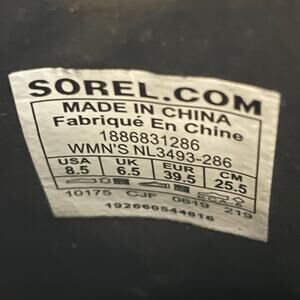 SOREL.COM
MADE IN CHINA
Fabriqué En Chine
1886831286
WMN'S NL3493-286
USA UK EUR CM
8.5 6.5 39.5 25.5
10175 CJF 0619 219
192660544016